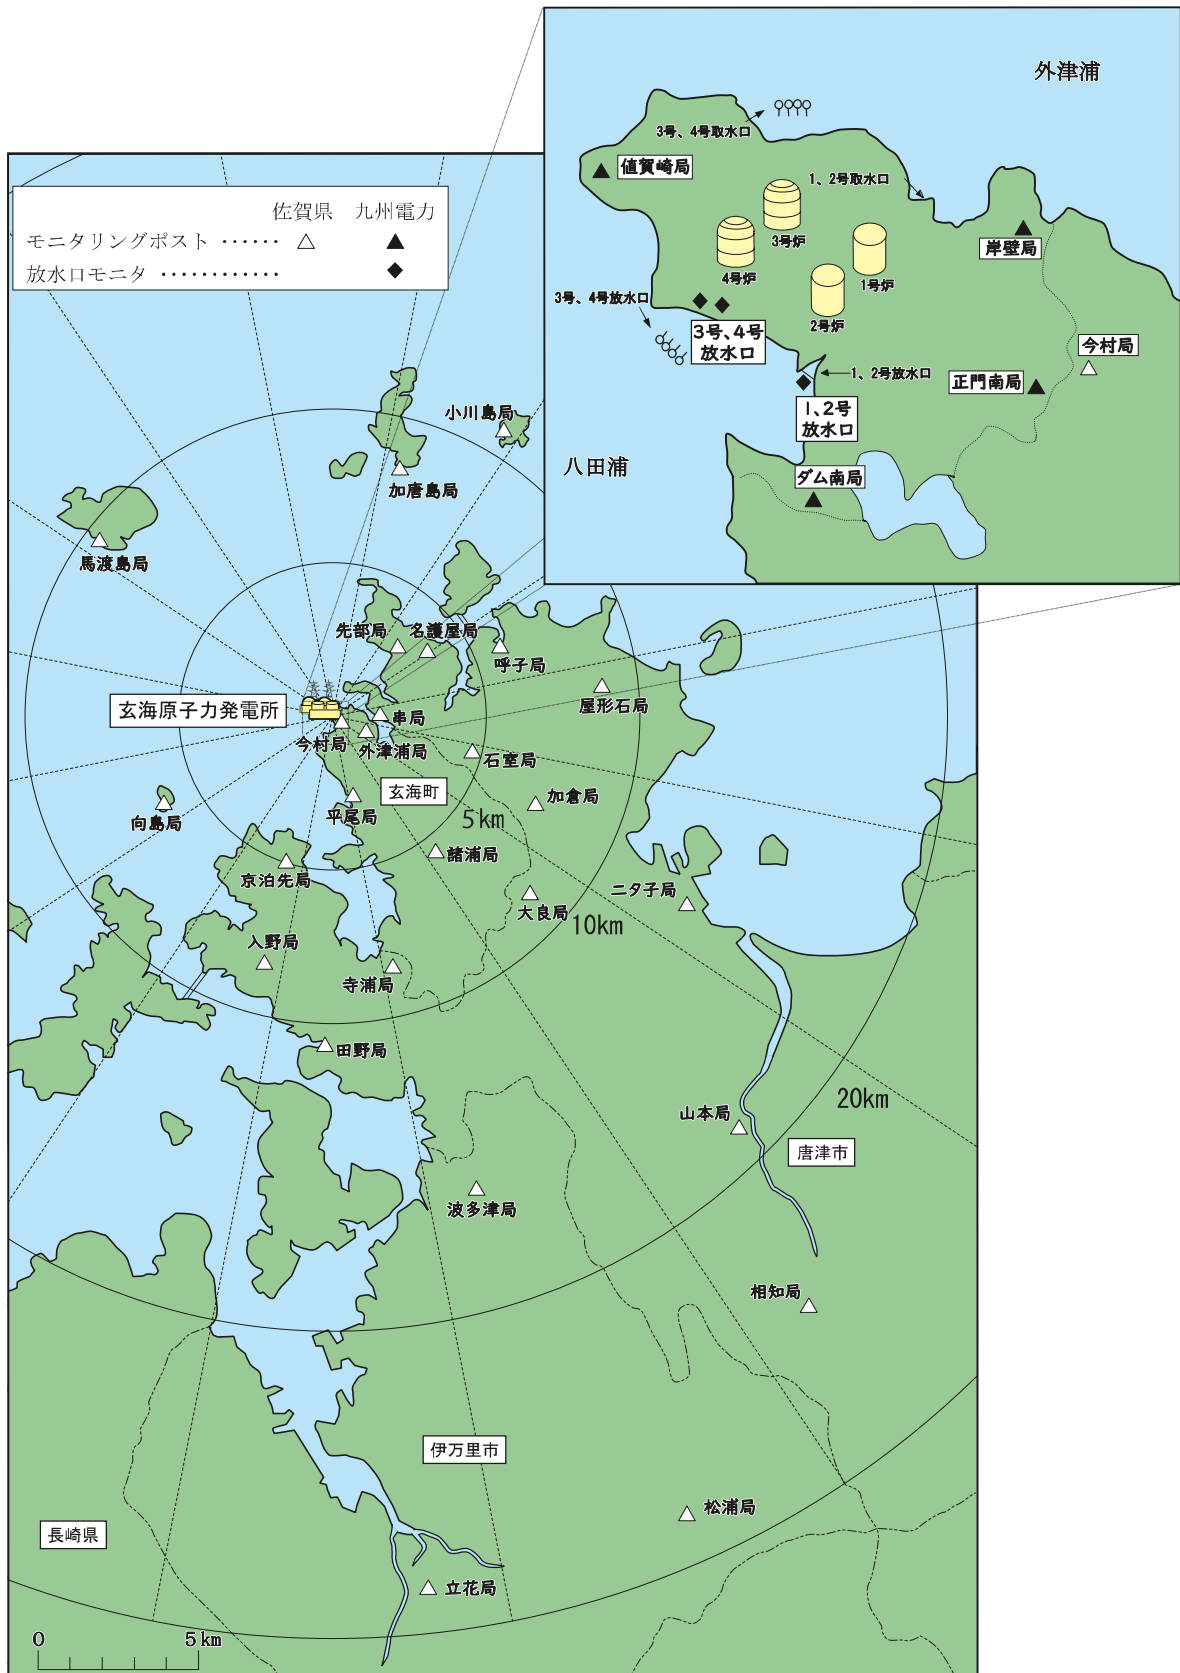 外津浦
3号、4号取水口
値賀崎局
1、2号取水口
3号炉
岸壁局
4号炉
1号炉
2号炉
3号、4号放水口
3号、4号
放水口
今村局
1、2号放水口
正門南局
1、2号
放水口
八田浦
ダム南局
佐賀県 九州電力
モニタリングポスト ‥‥‥ △ ▲
放水口モニタ ‥‥‥‥‥‥ ◆
小川島局
加唐島局
馬渡島局
先部局
名護屋局
呼子局
屋形石局
玄海原子力発電所
串局
今村局
外津浦局
石室局
玄海町
加倉局
向島局
平尾局
5km
諸浦局
京泊先局
二タ子局
大良局
10km
入野局
寺浦局
田野局
20km
山本局
唐津市
波多津局
相知局
伊万里市
松浦局
長崎県
立花局
0 5km